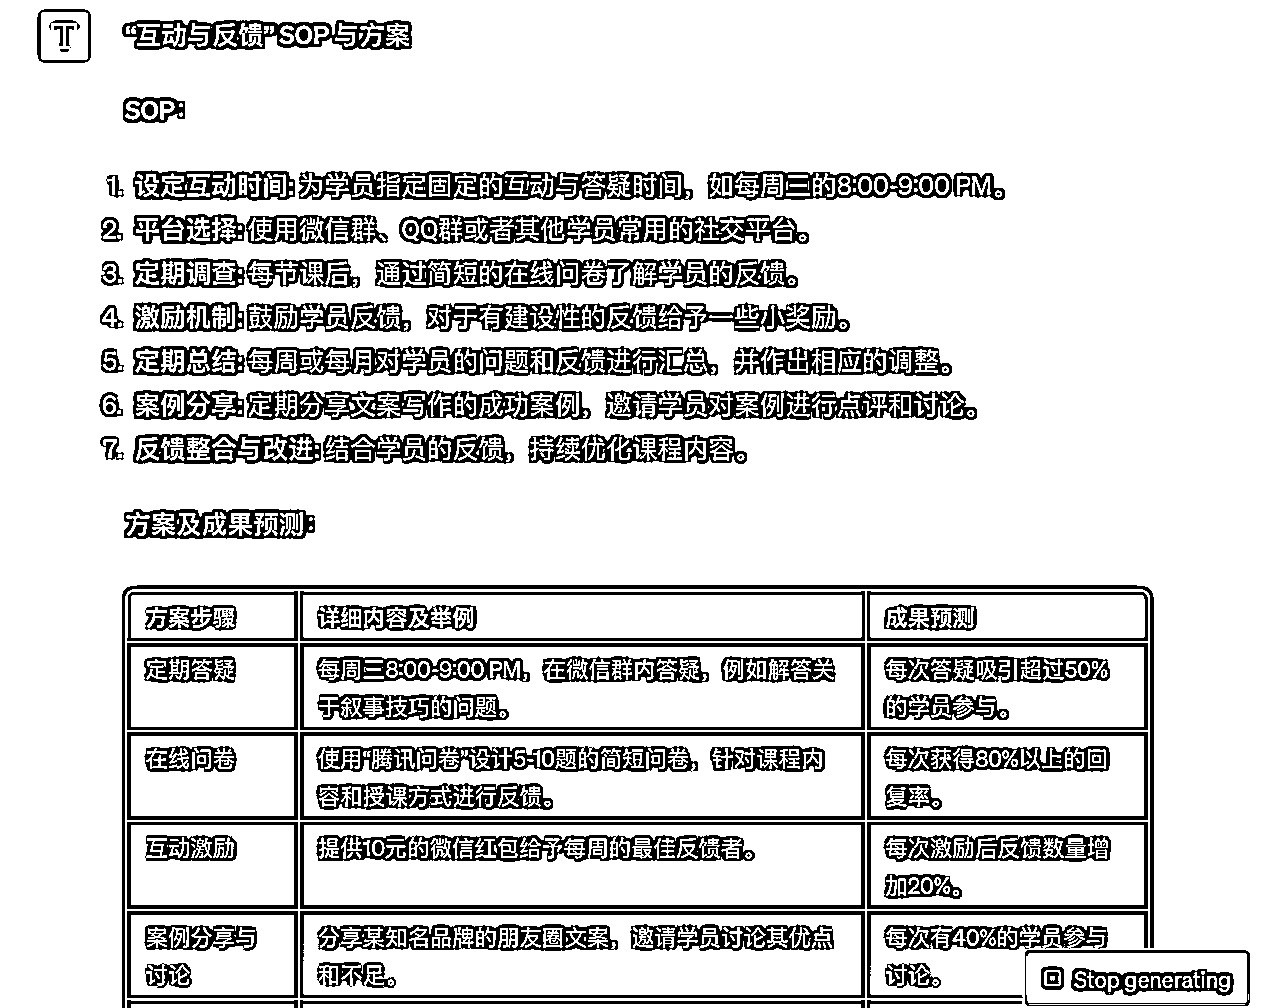 T
“互动与反馈”SOP与方案
SOP:
1. 设定互动时间: 为学员指定固定的互动与答疑时间，如每周三的8:00-9:00 PM。
2. 平台选择: 使用微信群、QQ群或者其他学员常用的社交平台。
3. 定期调查: 每节课后，通过简短的在线问卷了解学员的反馈。
4. 激励机制: 鼓励学员反馈，对于有建设性的反馈给予一些小奖励。
5. 定期总结: 每周或每月对学员的问题和反馈进行汇总，并作出相应的调整。
6. 案例分享: 定期分享文案写作的成功案例，邀请学员对案例进行点评和讨论。
7. 反馈整合与改进: 结合学员的反馈，持续优化课程内容。
方案及成果预测:
方案步骤 详细内容及举例 成果预测
定期答疑 每周三8:00-9:00 PM，在微信群内答疑，例如解答关 每次答疑吸引超过50%
于叙事技巧的问题。 的学员参与。
在线问卷 使用“腾讯问卷”设计5-10题的简短问卷，针对课程内 每次获得80%以上的回
容和授课方式进行反馈。 复率。
互动激励 提供10元的微信红包给予每周的最佳反馈者。 每次激励后反馈数量增
加20%。
案例分享与 分享某知名品牌的朋友圈文案，邀请学员讨论其优点 每次有40%的学员参与
讨论 和不足。 讨论。
Stop generating